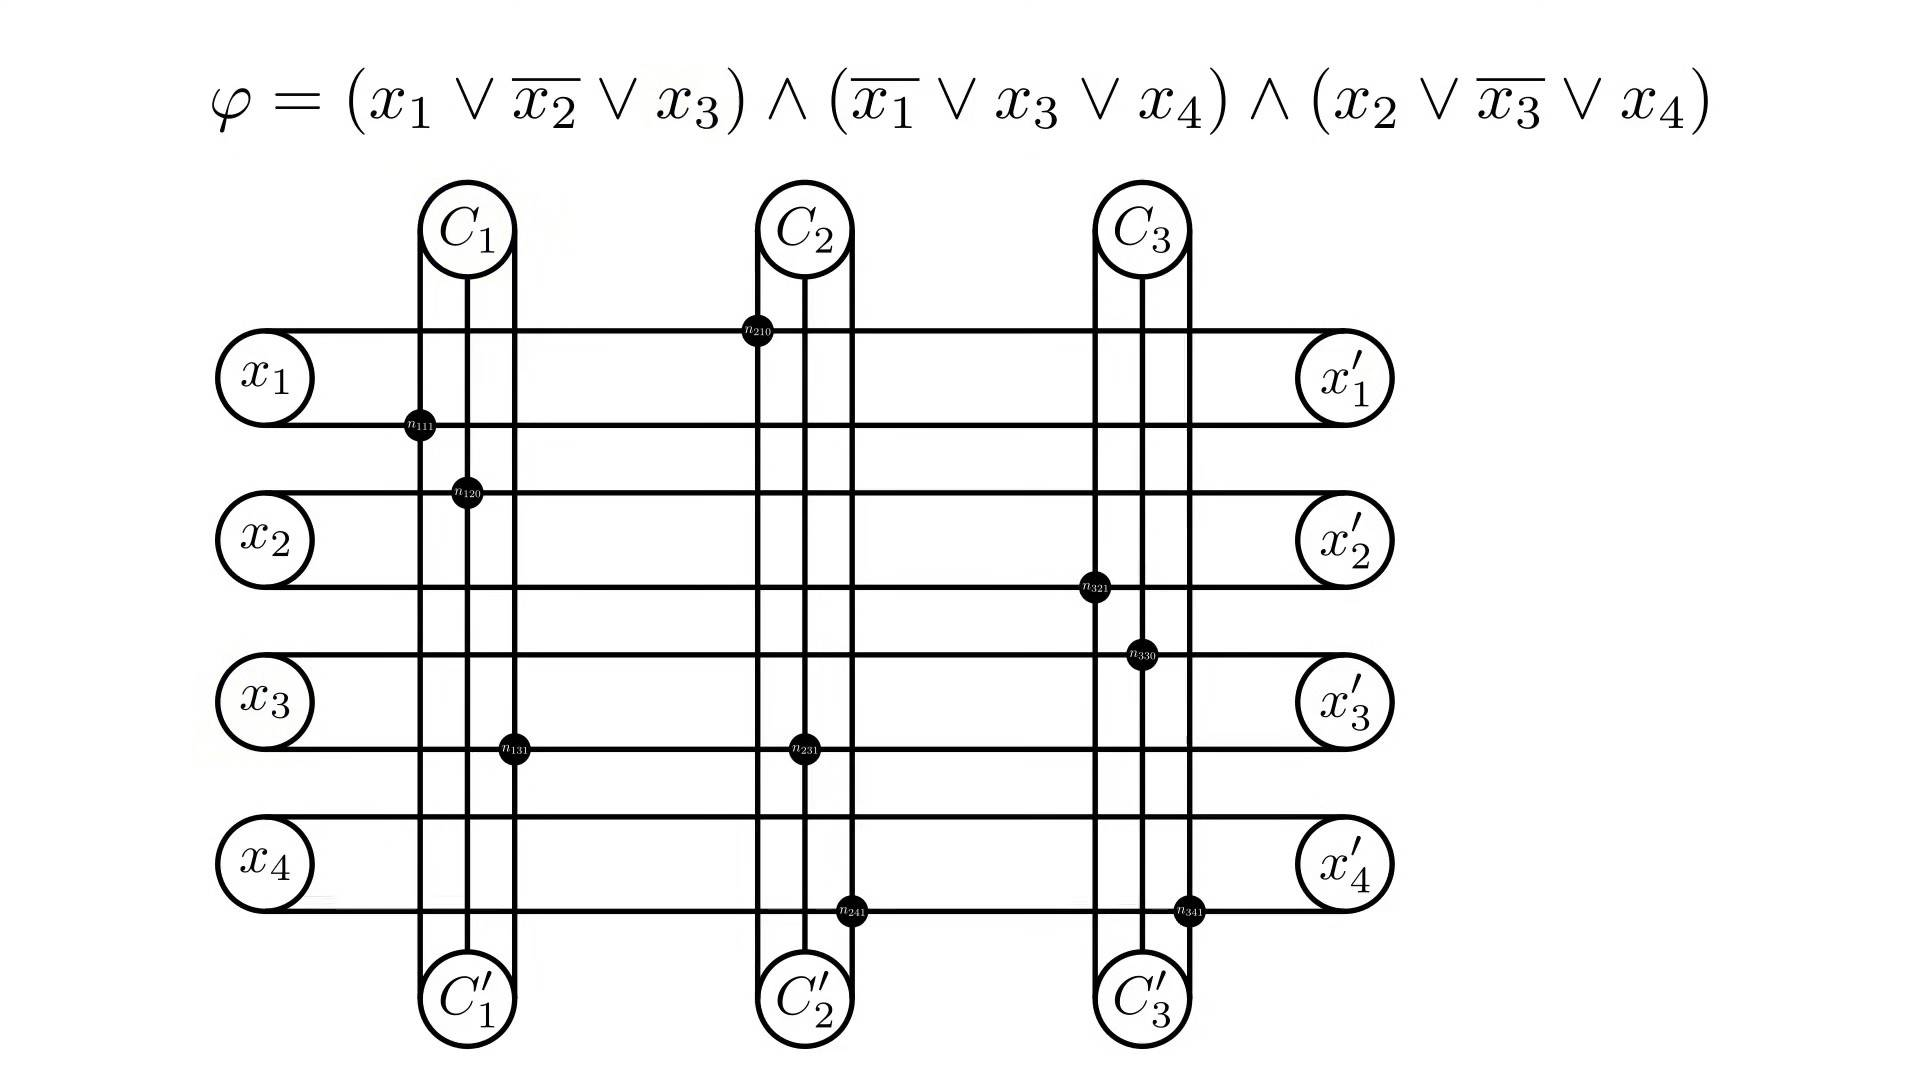 φ = (x₁ ∨ x̅₂ ∨ x₃) ∧ (x̅₁ ∨ x₃ ∨ x₄) ∧ (x₂ ∨ x̅₃ ∨ x₄)
C₁ C₂ C₃
n₂₁₀
x₁ x′₁
n₁₁₁
n₁₂₀
x₂ x′₂
n₃₂₁
n₃₃₀
x₃ x′₃
n₁₃₁ n₂₃₁
x₄ x′₄
n₂₄₁ n₃₄₁
C′₁ C′₂ C′₃